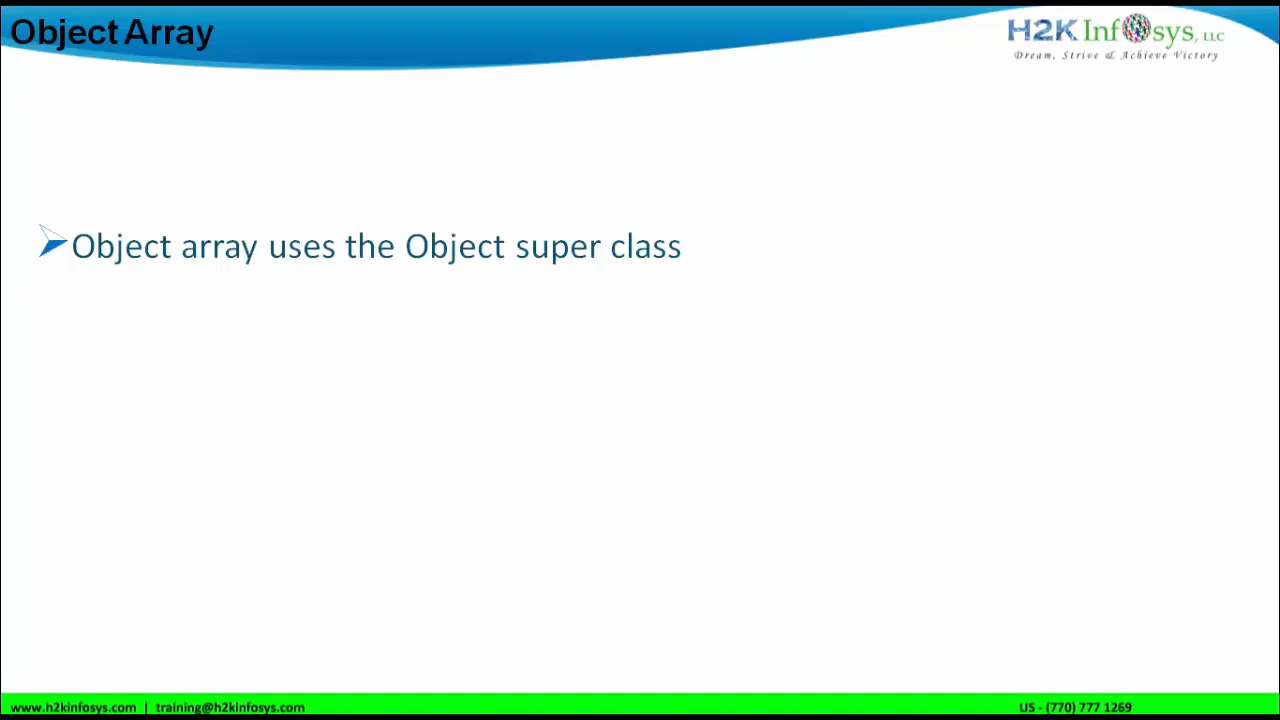 Object Array
H2K Infosys, LLC
Dream, Strive & Achieve Victory
Object array uses the Object super class
www.h2kinfosys.com | training@h2kinfosys.com
US - (770) 777 1269